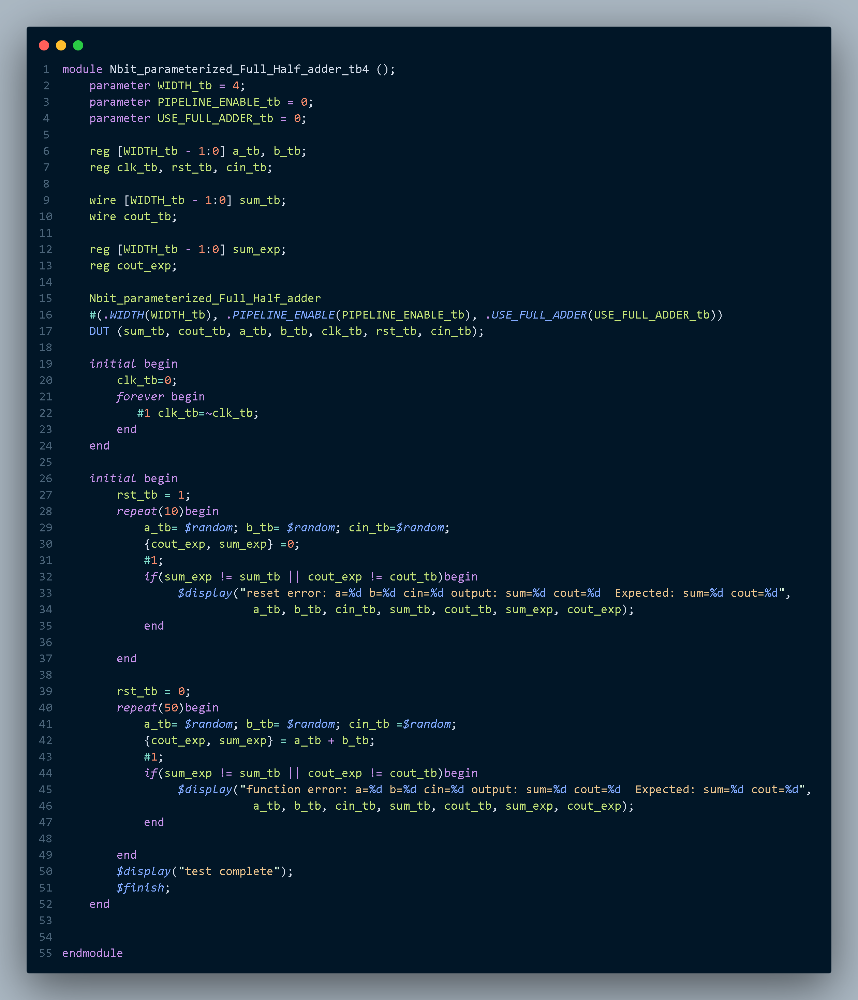 1 module Nbit_parameterized_Full_Half_adder_tb4 ();
2     parameter WIDTH_tb = 4;
3     parameter PIPELINE_ENABLE_tb = 0;
4     parameter USE_FULL_ADDER_tb = 0;
5
6     reg [WIDTH_tb - 1:0] a_tb, b_tb;
7     reg clk_tb, rst_tb, cin_tb;
8
9     wire [WIDTH_tb - 1:0] sum_tb;
10     wire cout_tb;
11
12     reg [WIDTH_tb - 1:0] sum_exp;
13     reg cout_exp;
14
15     Nbit_parameterized_Full_Half_adder
16     #(.WIDTH(WIDTH_tb), .PIPELINE_ENABLE(PIPELINE_ENABLE_tb), .USE_FULL_ADDER(USE_FULL_ADDER_tb))
17     DUT (sum_tb, cout_tb, a_tb, b_tb, clk_tb, rst_tb, cin_tb);
18
19     initial begin
20         clk_tb=0;
21         forever begin
22            #1 clk_tb=~clk_tb;
23         end
24     end
25
26     initial begin
27         rst_tb = 1;
28         repeat(10)begin
29             a_tb= $random; b_tb= $random; cin_tb=$random;
30             {cout_exp, sum_exp} =0;
31             #1;
32             if(sum_exp != sum_tb || cout_exp != cout_tb)begin
33                  $display("reset error: a=%d b=%d cin=%d output: sum=%d cout=%d  Expected: sum=%d cout=%d",
34                             a_tb, b_tb, cin_tb, sum_tb, cout_tb, sum_exp, cout_exp);
35             end
36
37         end
38
39         rst_tb = 0;
40         repeat(50)begin
41             a_tb= $random; b_tb= $random; cin_tb =$random;
42             {cout_exp, sum_exp} = a_tb + b_tb;
43             #1;
44             if(sum_exp != sum_tb || cout_exp != cout_tb)begin
45                  $display("function error: a=%d b=%d cin=%d output: sum=%d cout=%d  Expected: sum=%d cout=%d",
46                             a_tb, b_tb, cin_tb, sum_tb, cout_tb, sum_exp, cout_exp);
47             end
48
49         end
50         $display("test complete");
51         $finish;
52     end
53
54
55 endmodule